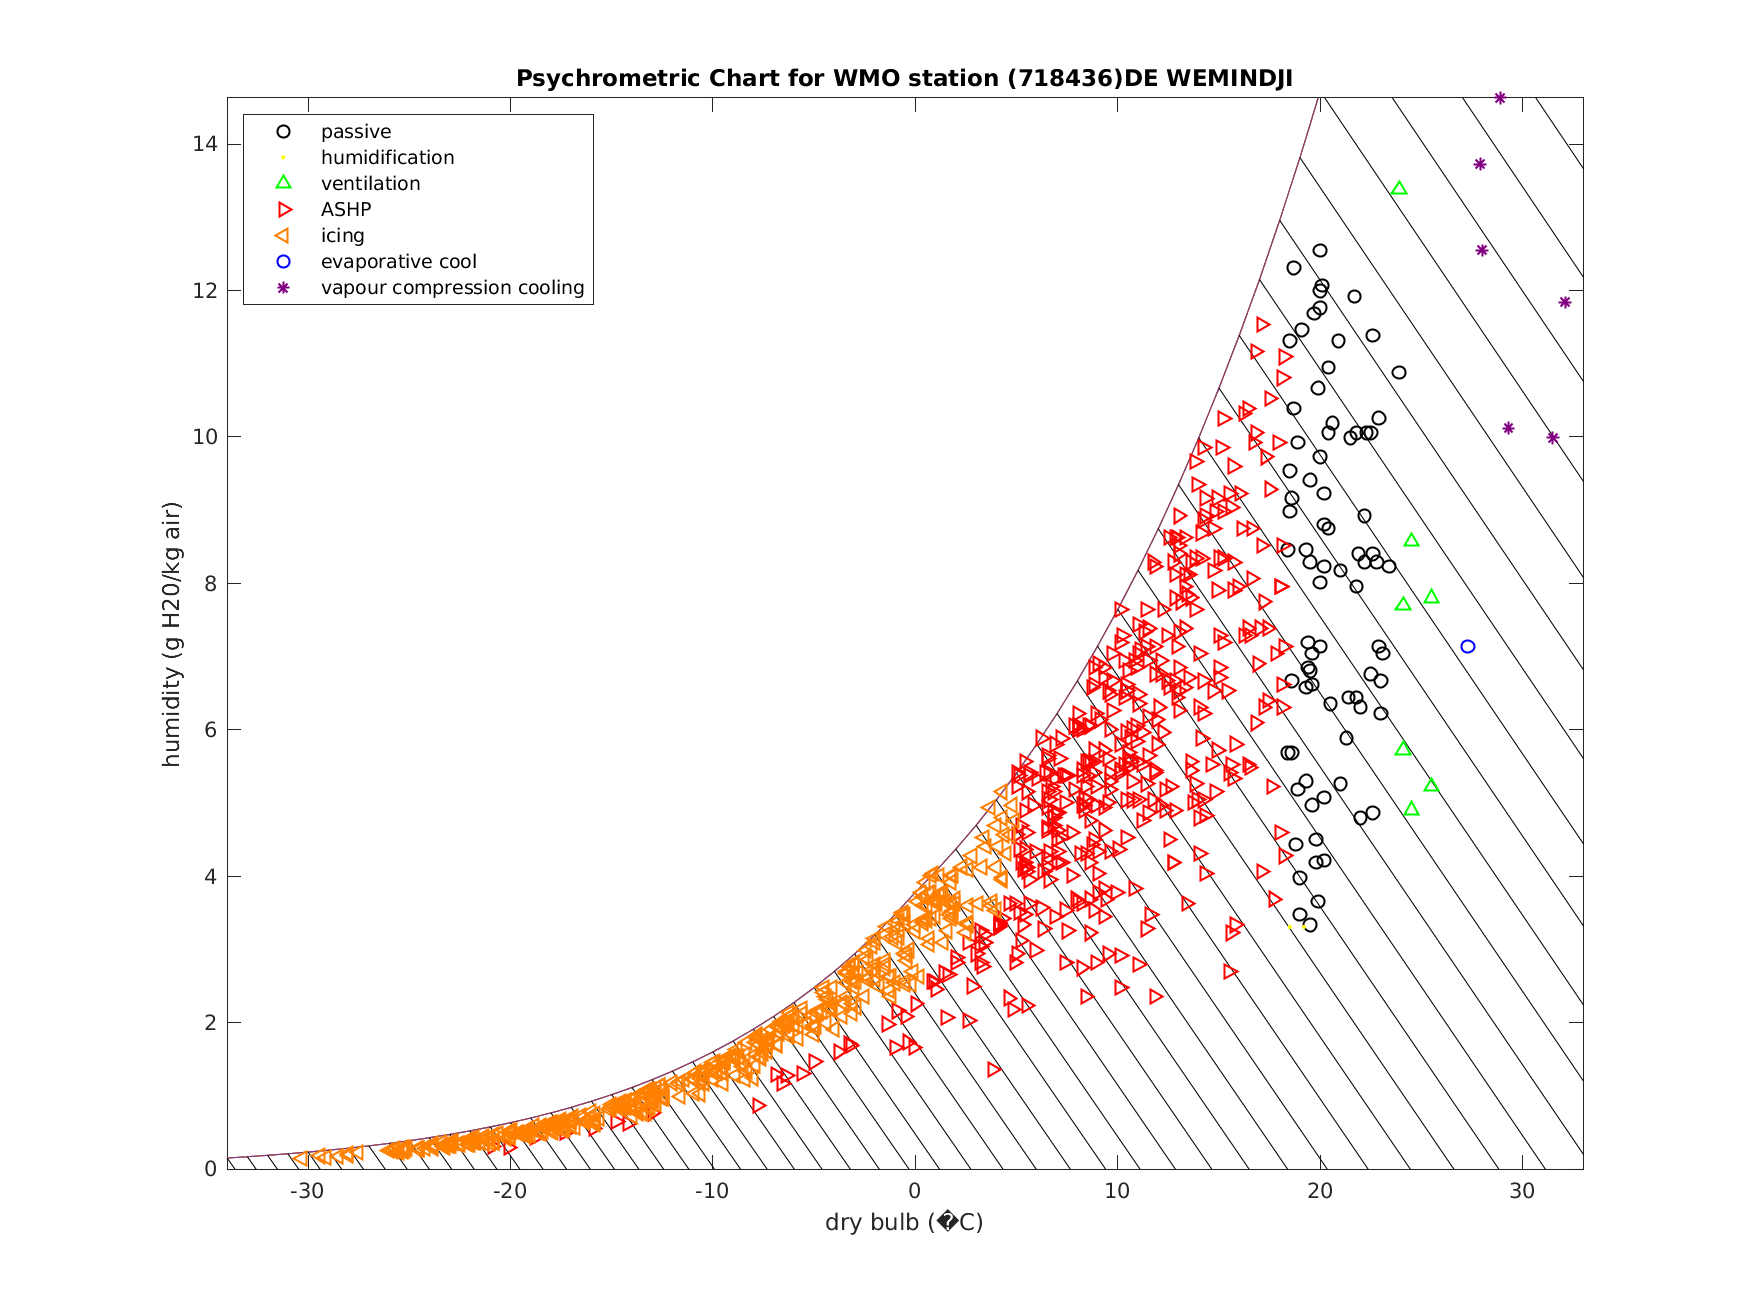 Psychrometric Chart for WMO station (718436)DE WEMINDJI
passive
humidification
ventilation
ASHP
icing
evaporative cool
vapour compression cooling
humidity (g H20/kg air)
14
12
10
8
6
4
2
0
-30 -20 -10 0 10 20 30
dry bulb (�C)